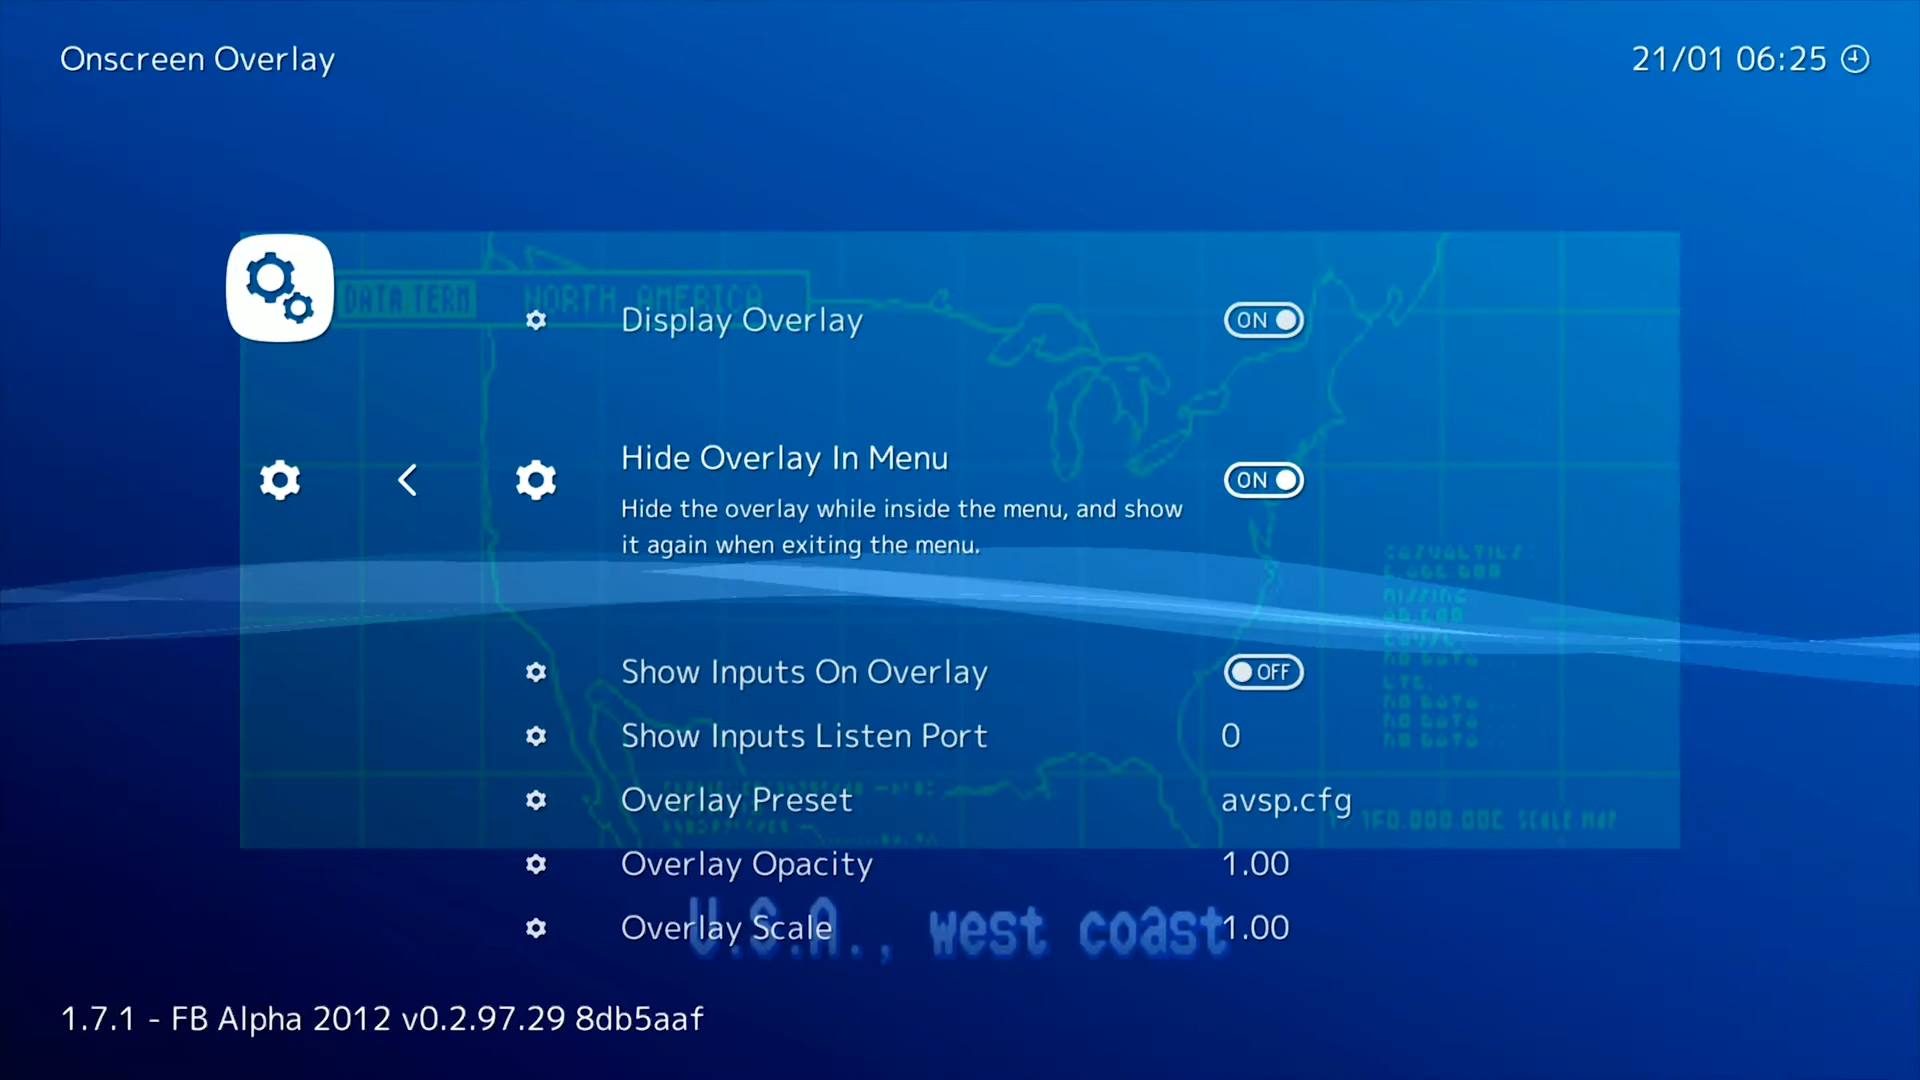 Onscreen Overlay
21/01 06:25
DATA TERM NORTH AMERICA
Display Overlay ON
Hide Overlay In Menu ON
Hide the overlay while inside the menu, and show
it again when exiting the menu.
Show Inputs On Overlay OFF
Show Inputs Listen Port 0
Overlay Preset avsp.cfg
SCALE MAP
Overlay Opacity 1.00
Overlay Scale 1.00
U.S.A., west coast
1.7.1 - FB Alpha 2012 v0.2.97.29 8db5aaf